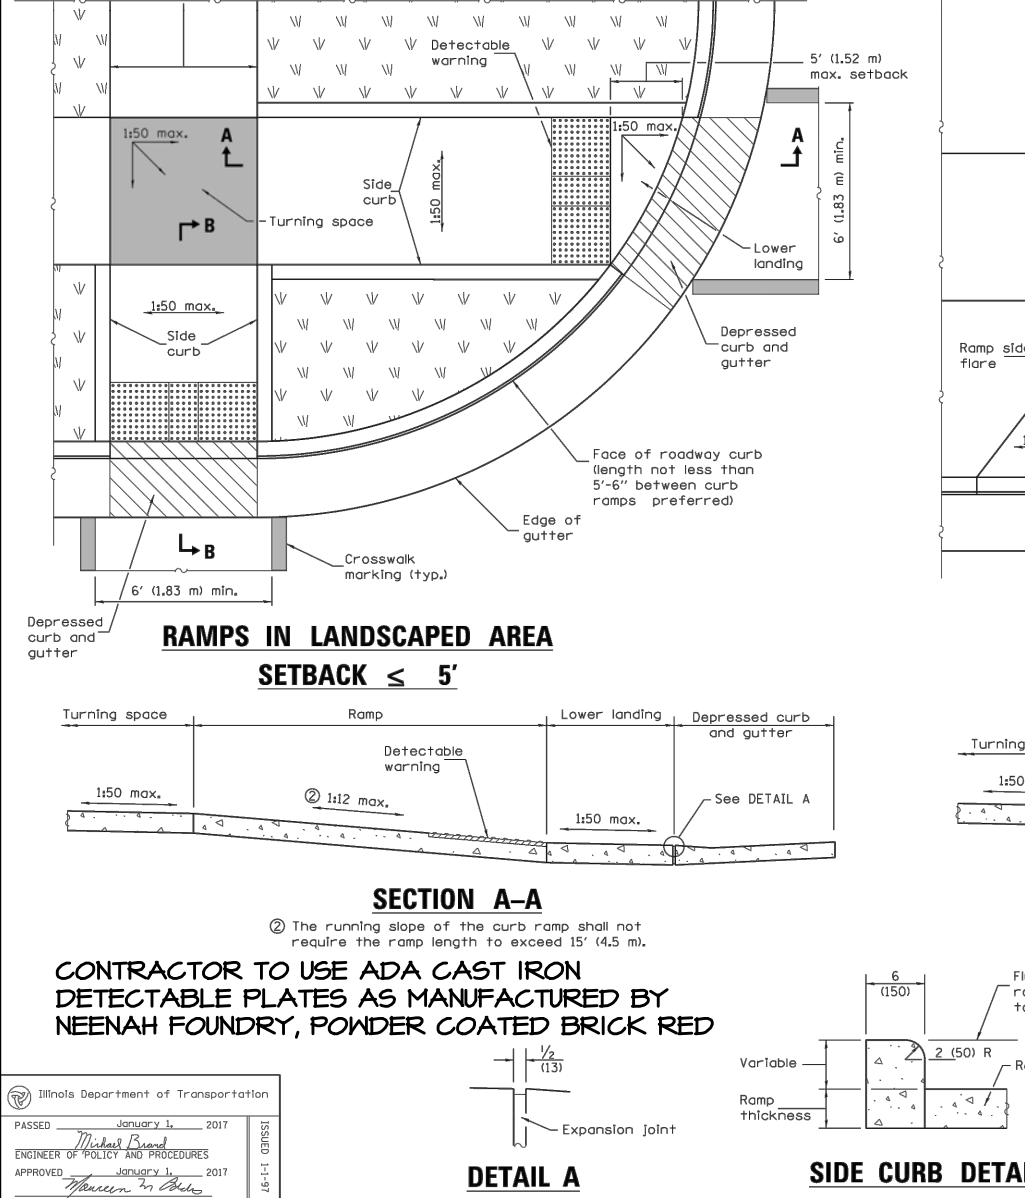 Detectable
warning
5' (1.52 m)
max. setback
1:50 max.
A
1:50 max.
A
Side
curb
1:50 max.
6' (1.83 m) min.
Turning space
B
Lower
landing
1:50 max.
Side
curb
Depressed
curb and
gutter
Ramp side
flare
Face of roadway curb
(length not less than
5'-6" between curb
ramps preferred)
Edge of
gutter
B
Crosswalk
marking (typ.)
6' (1.83 m) min.
Depressed
curb and
gutter
RAMPS IN LANDSCAPED AREA
SETBACK ≤ 5'
Turning space
Ramp
Lower landing
Depressed curb
and gutter
Detectable
warning
Turning
1:50 max.
② 1:12 max.
1:50 max.
See DETAIL A
1:50
SECTION A–A
② The running slope of the curb ramp shall not
require the ramp length to exceed 15' (4.5 m).
CONTRACTOR TO USE ADA CAST IRON
DETECTABLE PLATES AS MANUFACTURED BY
NEENAH FOUNDRY, POWDER COATED BRICK RED
6
(150)
1/2
(13)
2 (50) R
Variable
Ramp
thickness
Expansion joint
DETAIL A
SIDE CURB DETA
Illinois Department of Transportation
PASSED January 1, 2017
Michael Brand
ENGINEER OF POLICY AND PROCEDURES
APPROVED January 1, 2017
ISSUED 1-1-97